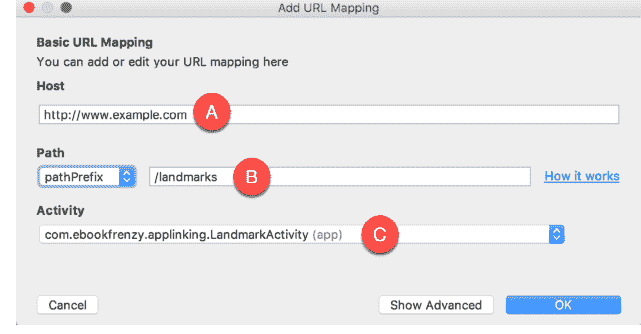 Add URL Mapping
Basic URL Mapping
You can add or edit your URL mapping here
Host
http://www.example.com A
Path
pathPrefix /landmarks B How it works
Activity
com.ebookfrenzy.applinking.LandmarkActivity (app) C
Cancel Show Advanced OK